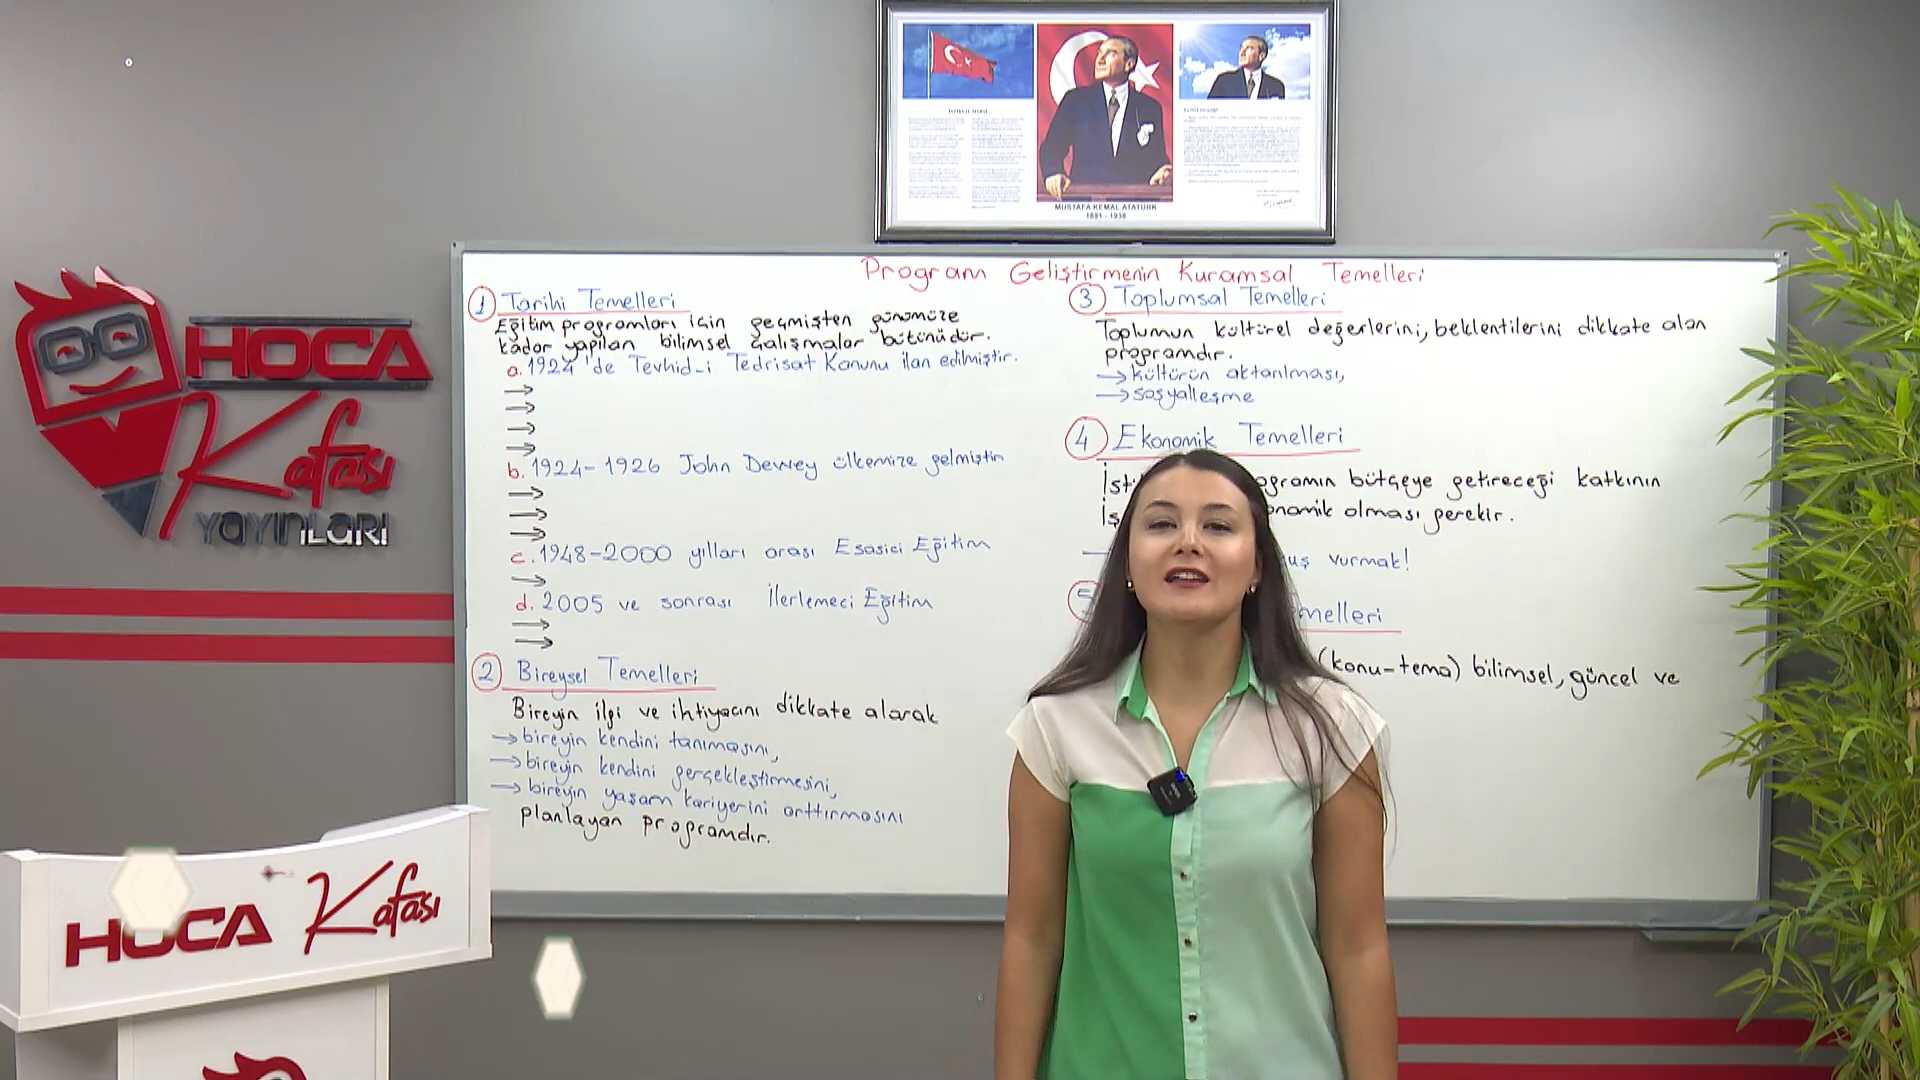 İSTİKLAL MARŞI
MUSTAFA KEMAL ATATÜRK
1881 - 1938
HOCA
Kafası
YAYINLARI
Program Geliştirmenin Kuramsal Temelleri
1 Tarihi Temelleri
Eğitim programları için geçmişten günümüze
kadar yapılan bilimsel çalışmalar bütünüdür.
a. 1924'de Tevhid-i Tedrisat Kanunu ilan edilmiştir.
→
→
→
→
b. 1924-1926 John Dewey ülkemize gelmiştir
→
→
→
c. 1948-2000 yılları arası Esasici Eğitim
→
d. 2005 ve sonrası İlerlemeci Eğitim
→
→
2 Bireysel Temelleri
Bireyin ilgi ve ihtiyacını dikkate alarak
→ bireyin kendini tanımasını,
→ bireyin kendini gerçekleştirmesini,
→ bireyin yaşam kariyerini arttırmasını
planlayan programdır.
3 Toplumsal Temelleri
Toplumun kültürel değerlerini, beklentilerini dikkate alan
programdır.
→ kültürün aktarılması,
→ sosyalleşme
4 Ekonomik Temelleri
bütçeye getireceği katkının
olması gerekir.
vurmak!
5
(konu-tema) bilimsel, güncel ve
HOCA Kafası